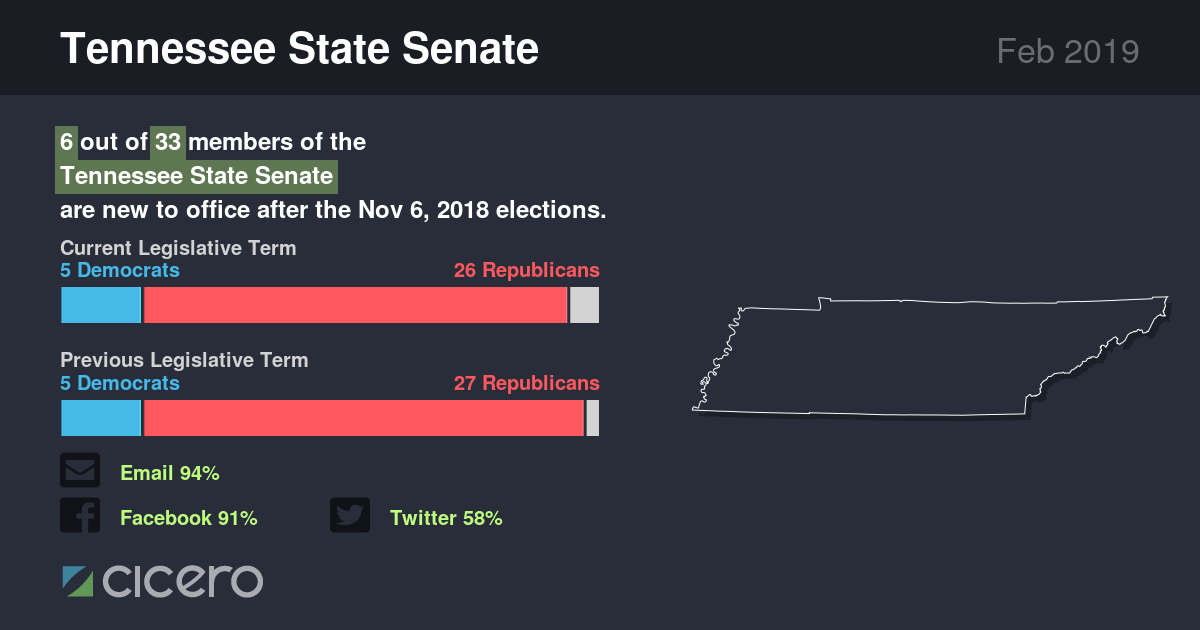 Tennessee State Senate
Feb 2019
6 out of 33 members of the
Tennessee State Senate
are new to office after the Nov 6, 2018 elections.
Current Legislative Term
5 Democrats
26 Republicans
Previous Legislative Term
5 Democrats
27 Republicans
Email 94%
Facebook 91%
Twitter 58%
cicero